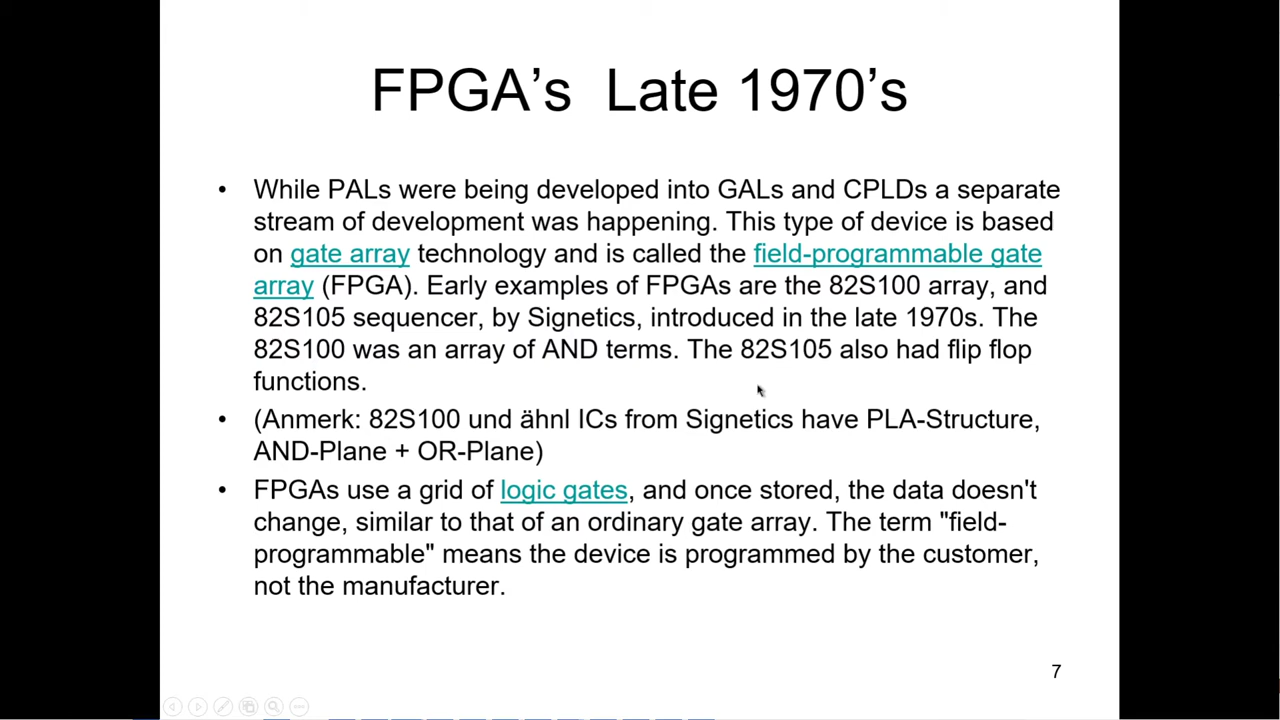 FPGA’s  Late 1970’s
• While PALs were being developed into GALs and CPLDs a separate
stream of development was happening. This type of device is based
on gate array technology and is called the field-programmable gate
array (FPGA). Early examples of FPGAs are the 82S100 array, and
82S105 sequencer, by Signetics, introduced in the late 1970s. The
82S100 was an array of AND terms. The 82S105 also had flip flop
functions.
• (Anmerk: 82S100 und ähnl ICs from Signetics have PLA-Structure,
AND-Plane + OR-Plane)
• FPGAs use a grid of logic gates, and once stored, the data doesn't
change, similar to that of an ordinary gate array. The term "field-
programmable" means the device is programmed by the customer,
not the manufacturer.
7